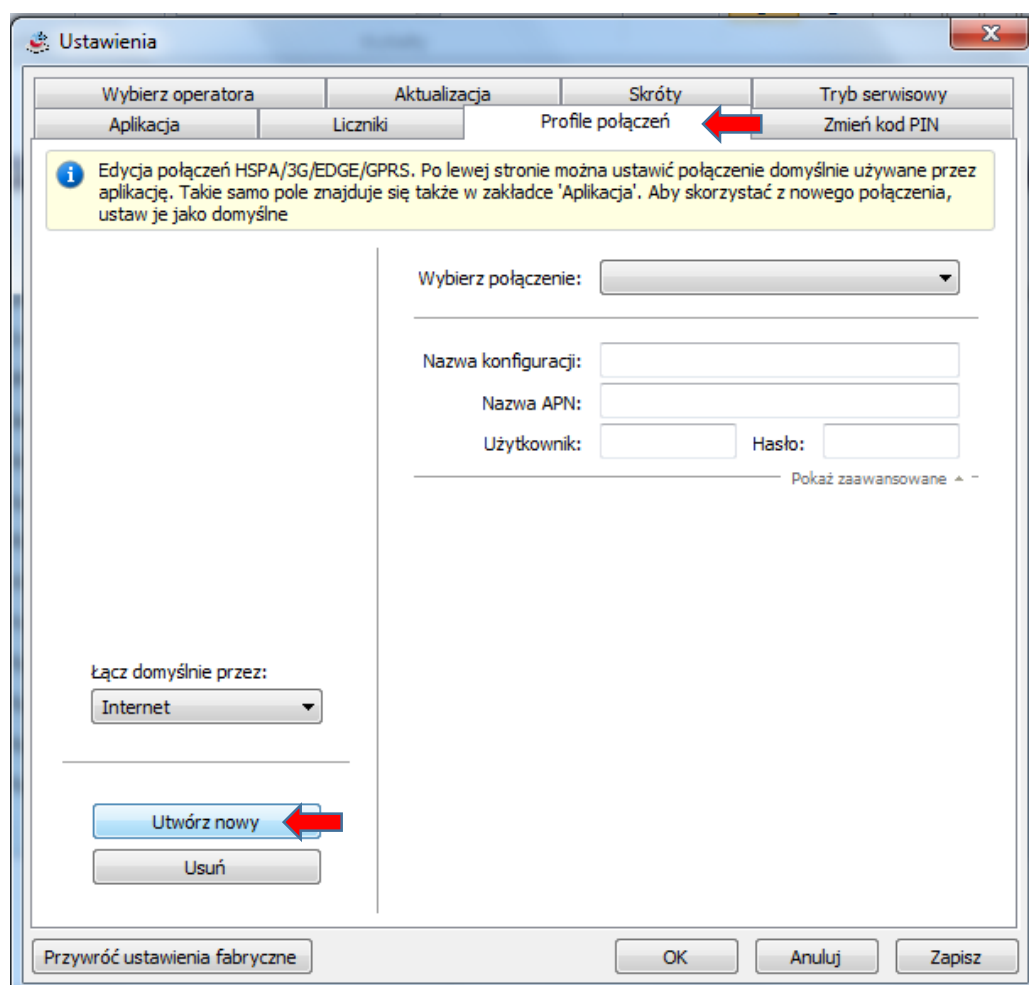 Ustawienia
Wybierz operatora Aktualizacja Skróty Tryb serwisowy
Aplikacja Liczniki Profile połączeń Zmień kod PIN
Edycja połączeń HSPA/3G/EDGE/GPRS. Po lewej stronie można ustawić połączenie domyślnie używane przez
aplikację. Takie samo pole znajduje się także w zakładce 'Aplikacja'. Aby skorzystać z nowego połączenia,
ustaw je jako domyślne
Wybierz połączenie:
Nazwa konfiguracji:
Nazwa APN:
Użytkownik: Hasło:
Pokaż zaawansowane
Łącz domyślnie przez:
Internet
Utwórz nowy
Usuń
Przywróć ustawienia fabryczne OK Anuluj Zapisz